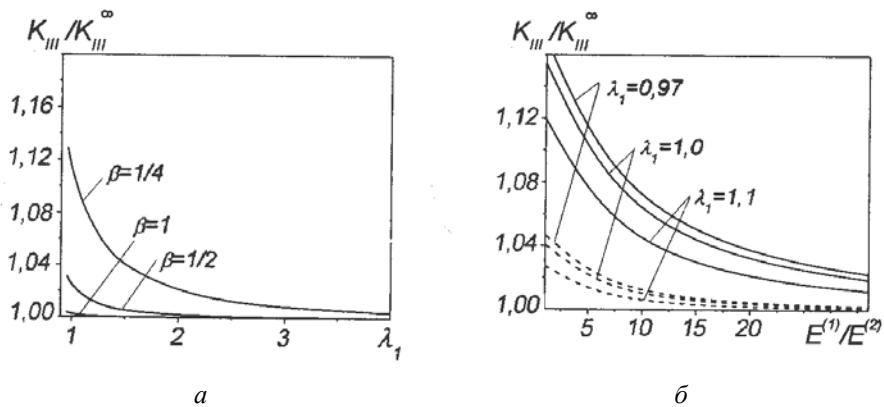 K_III /K_III^∞
1,16
1,12
1,08
1,04
1,00
β=1/4
β=1
β=1/2
1 2 3 λ_1
а
K_III /K_III^∞
1,12
1,08
1,04
1,00
λ_1=0,97
λ_1=1,0
λ_1=1,1
5 10 15 20 E^(1)/E^(2)
б